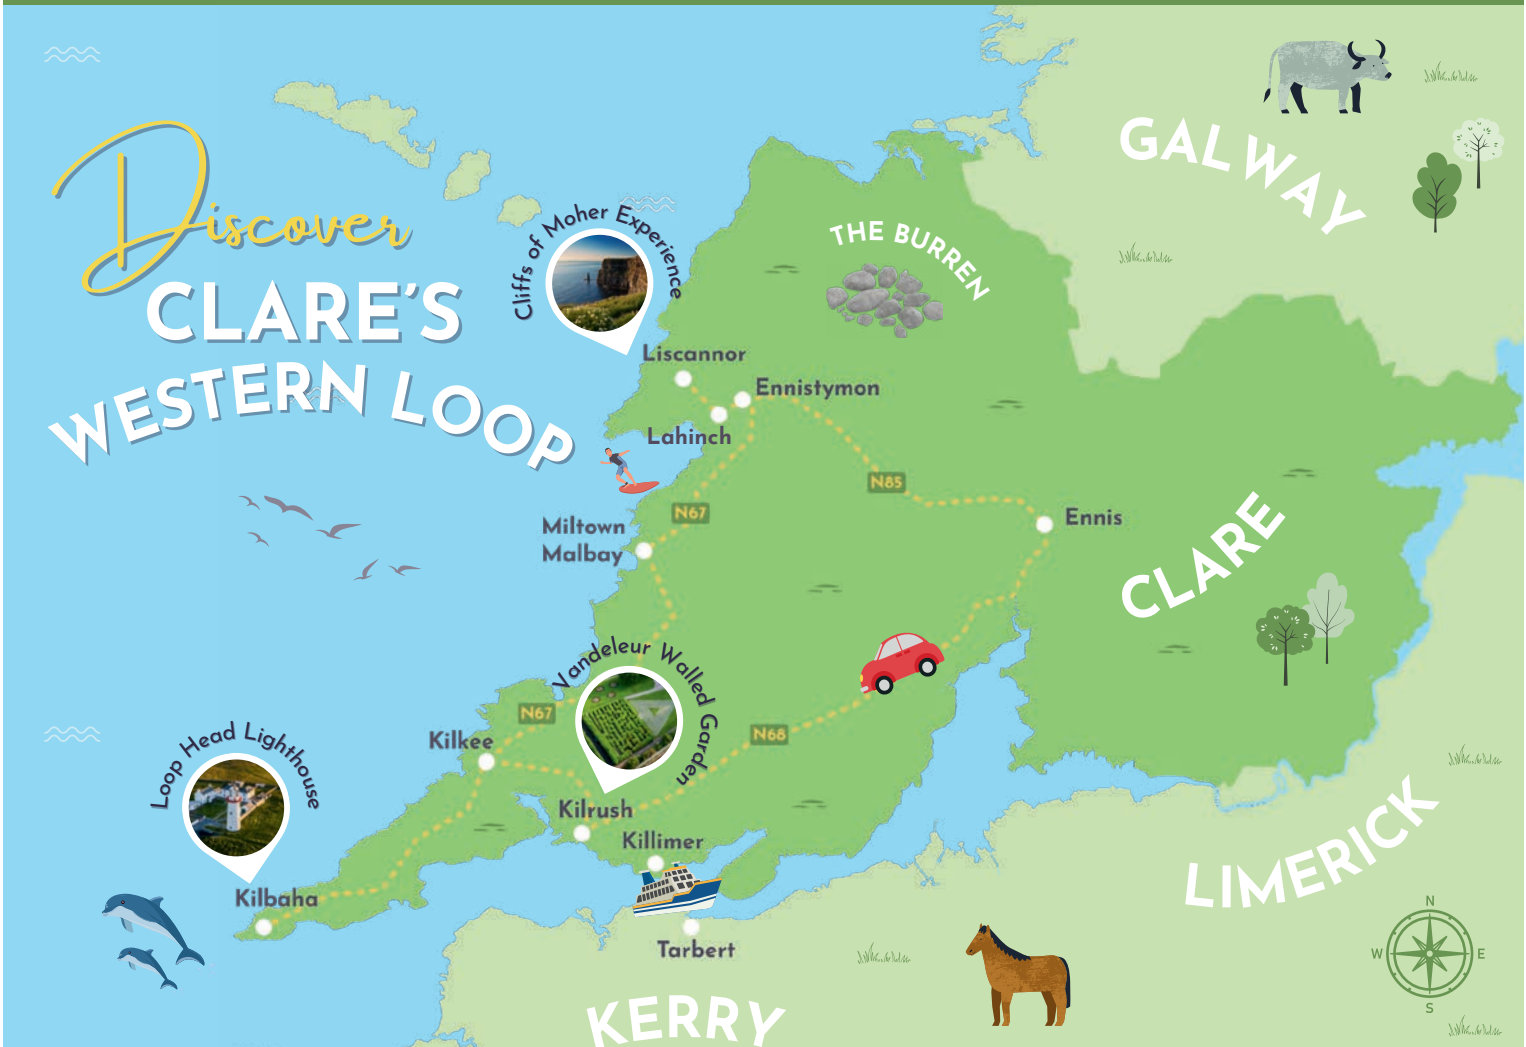 Discover
CLARE'S
WESTERN LOOP
GALWAY
THE BURREN
Cliffs of Moher Experience
Liscannor
Ennistymon
Lahinch
N85
N67
Ennis
Miltown
Malbay
CLARE
Vandeleur Walled Garden
N67
N68
Kilkee
Loop Head Lighthouse
Kilrush
Killimer
Kilbaha
Tarbert
LIMERICK
KERRY
N
W
E
S